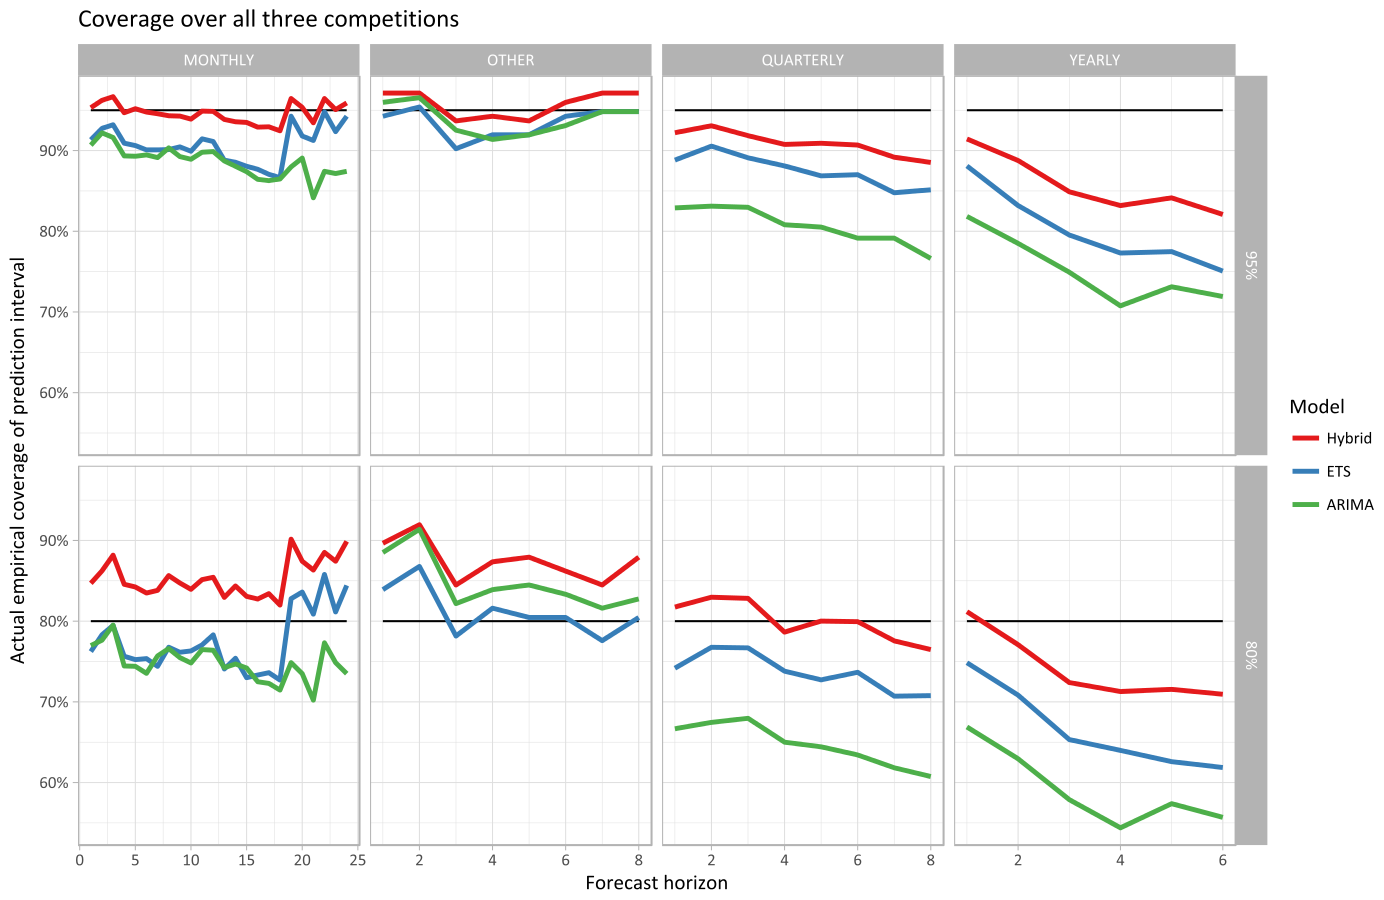 Coverage over all three competitions
MONTHLY
OTHER
QUARTERLY
YEARLY
Actual empirical coverage of prediction interval
90%
80%
70%
60%
95%
90%
80%
70%
60%
80%
0 5 10 15 20 25
2 4 6 8
2 4 6 8
2 4 6
Forecast horizon
Model
Hybrid
ETS
ARIMA